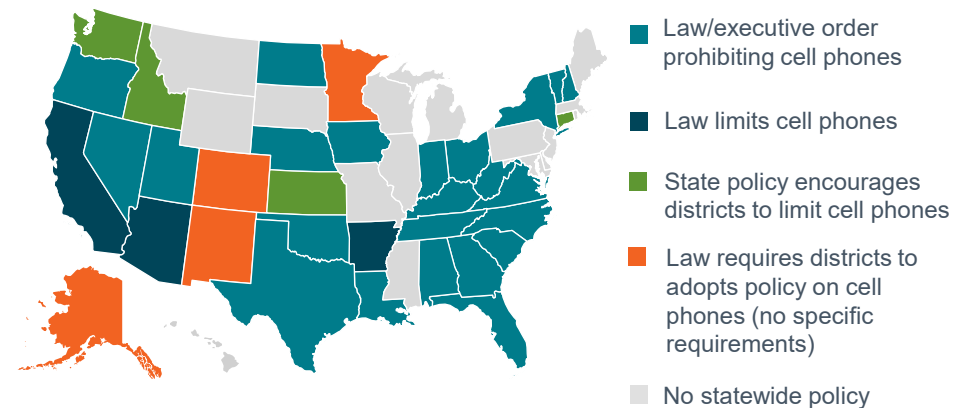 Law/executive order
prohibiting cell phones
Law limits cell phones
State policy encourages
districts to limit cell phones
Law requires districts to
adopts policy on cell
phones (no specific
requirements)
No statewide policy